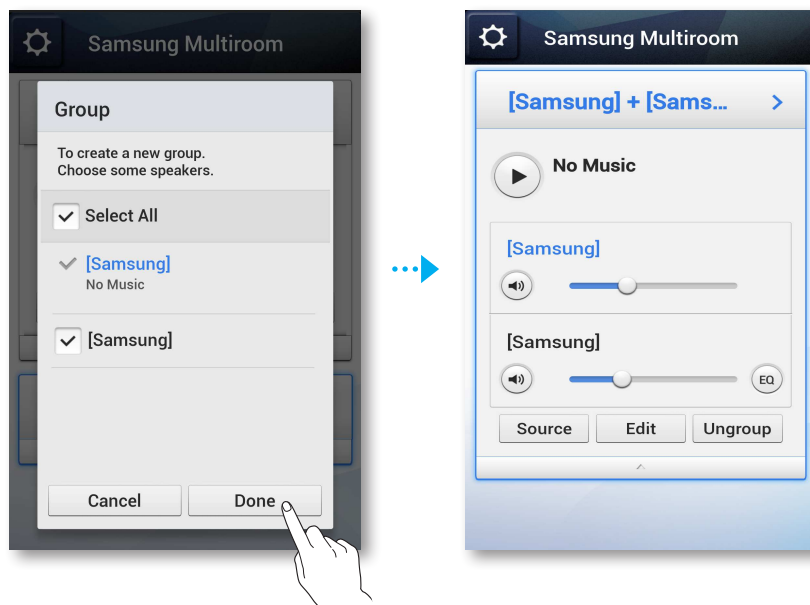 Samsung Multiroom
Group
To create a new group.
Choose some speakers.
Select All
[Samsung]
No Music
[Samsung]
Cancel
Done
Samsung Multiroom
[Samsung] + [Sams...
No Music
[Samsung]
[Samsung]
EQ
Source
Edit
Ungroup